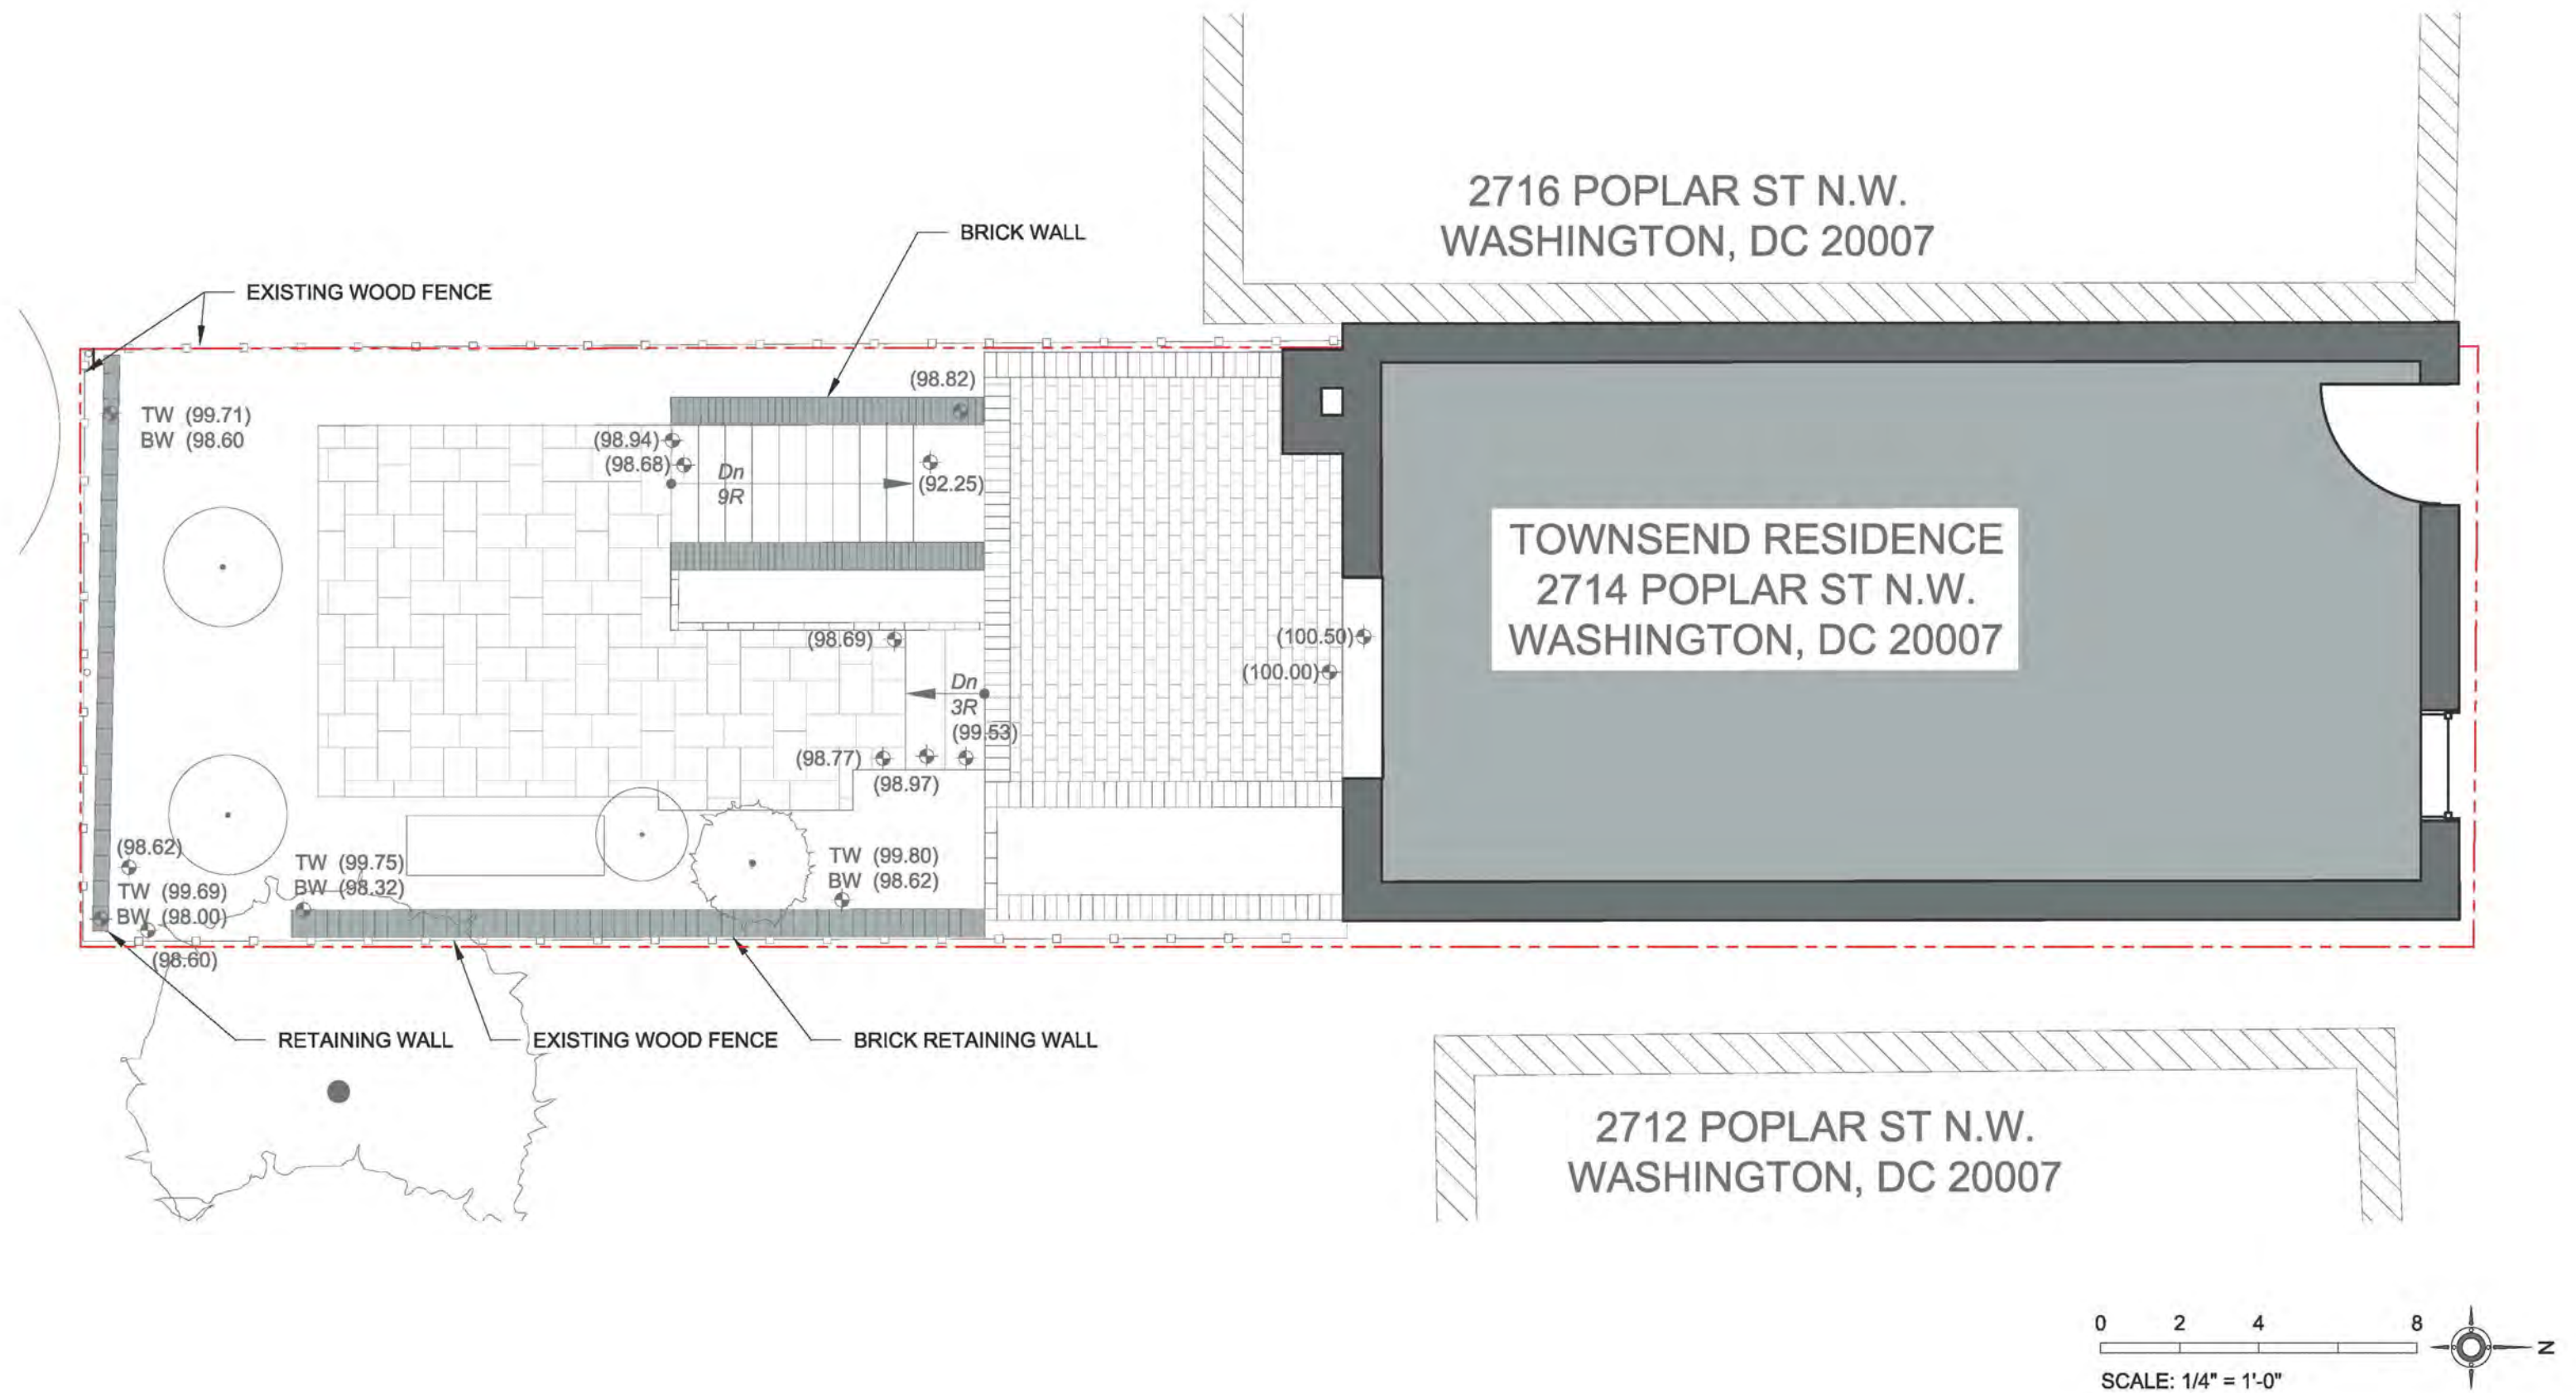 2716 POPLAR ST N.W.
WASHINGTON, DC 20007
BRICK WALL
EXISTING WOOD FENCE
(98.82)
TW (99.71)
BW (98.60
(98.94)
(98.68)
Dn
9R
(92.25)
TOWNSEND RESIDENCE
2714 POPLAR ST N.W.
WASHINGTON, DC 20007
(98.69)
(100.50)
(100.00)
Dn
3R
(99.53)
(98.77)
(98.97)
(98.62)
TW (99.75)
BW (98.32)
TW (99.80)
BW (98.62)
TW (99.69)
BW (98.00)
(98.60)
RETAINING WALL
EXISTING WOOD FENCE
BRICK RETAINING WALL
2712 POPLAR ST N.W.
WASHINGTON, DC 20007
0 2 4 8
N
SCALE: 1/4" = 1'-0"